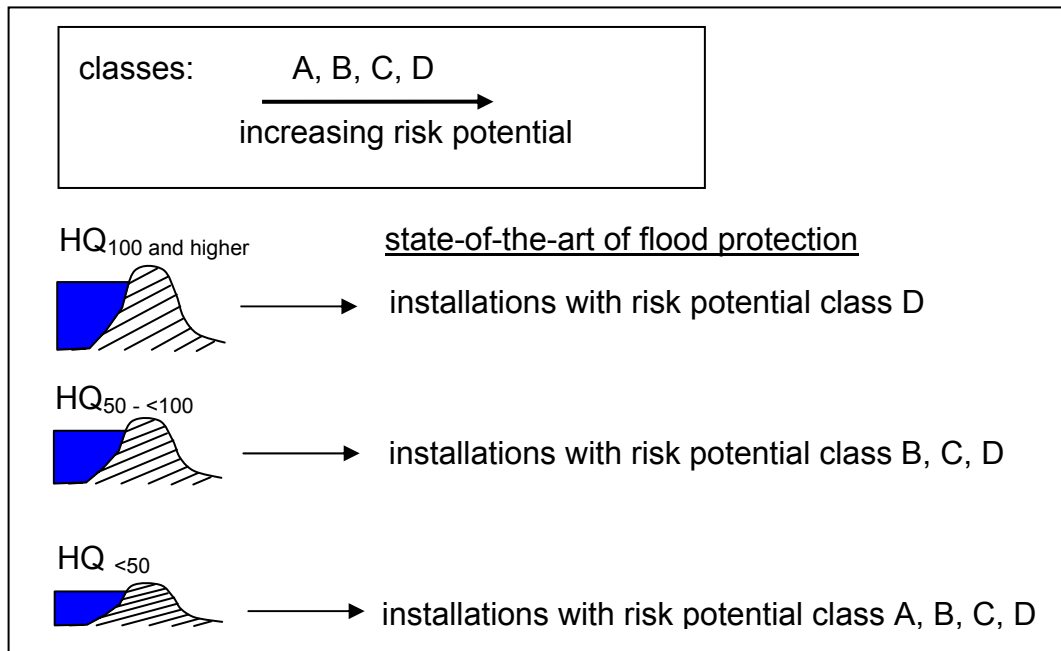 classes: A, B, C, D
increasing risk potential
HQ100 and higher
state-of-the-art of flood protection
installations with risk potential class D
HQ50 - <100
installations with risk potential class B, C, D
HQ <50
installations with risk potential class A, B, C, D